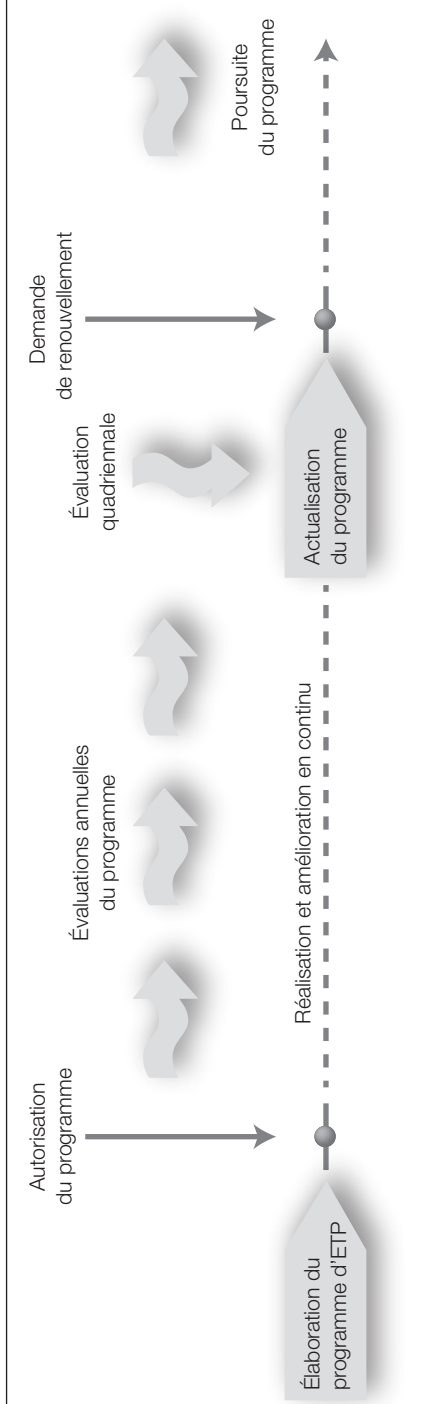 Élaboration du
programme d'ETP
Autorisation
du programme
Évaluations annuelles
du programme
Réalisation et amélioration en continu
Évaluation
quadriennale
Actualisation
du programme
Demande
de renouvellement
Poursuite
du programme